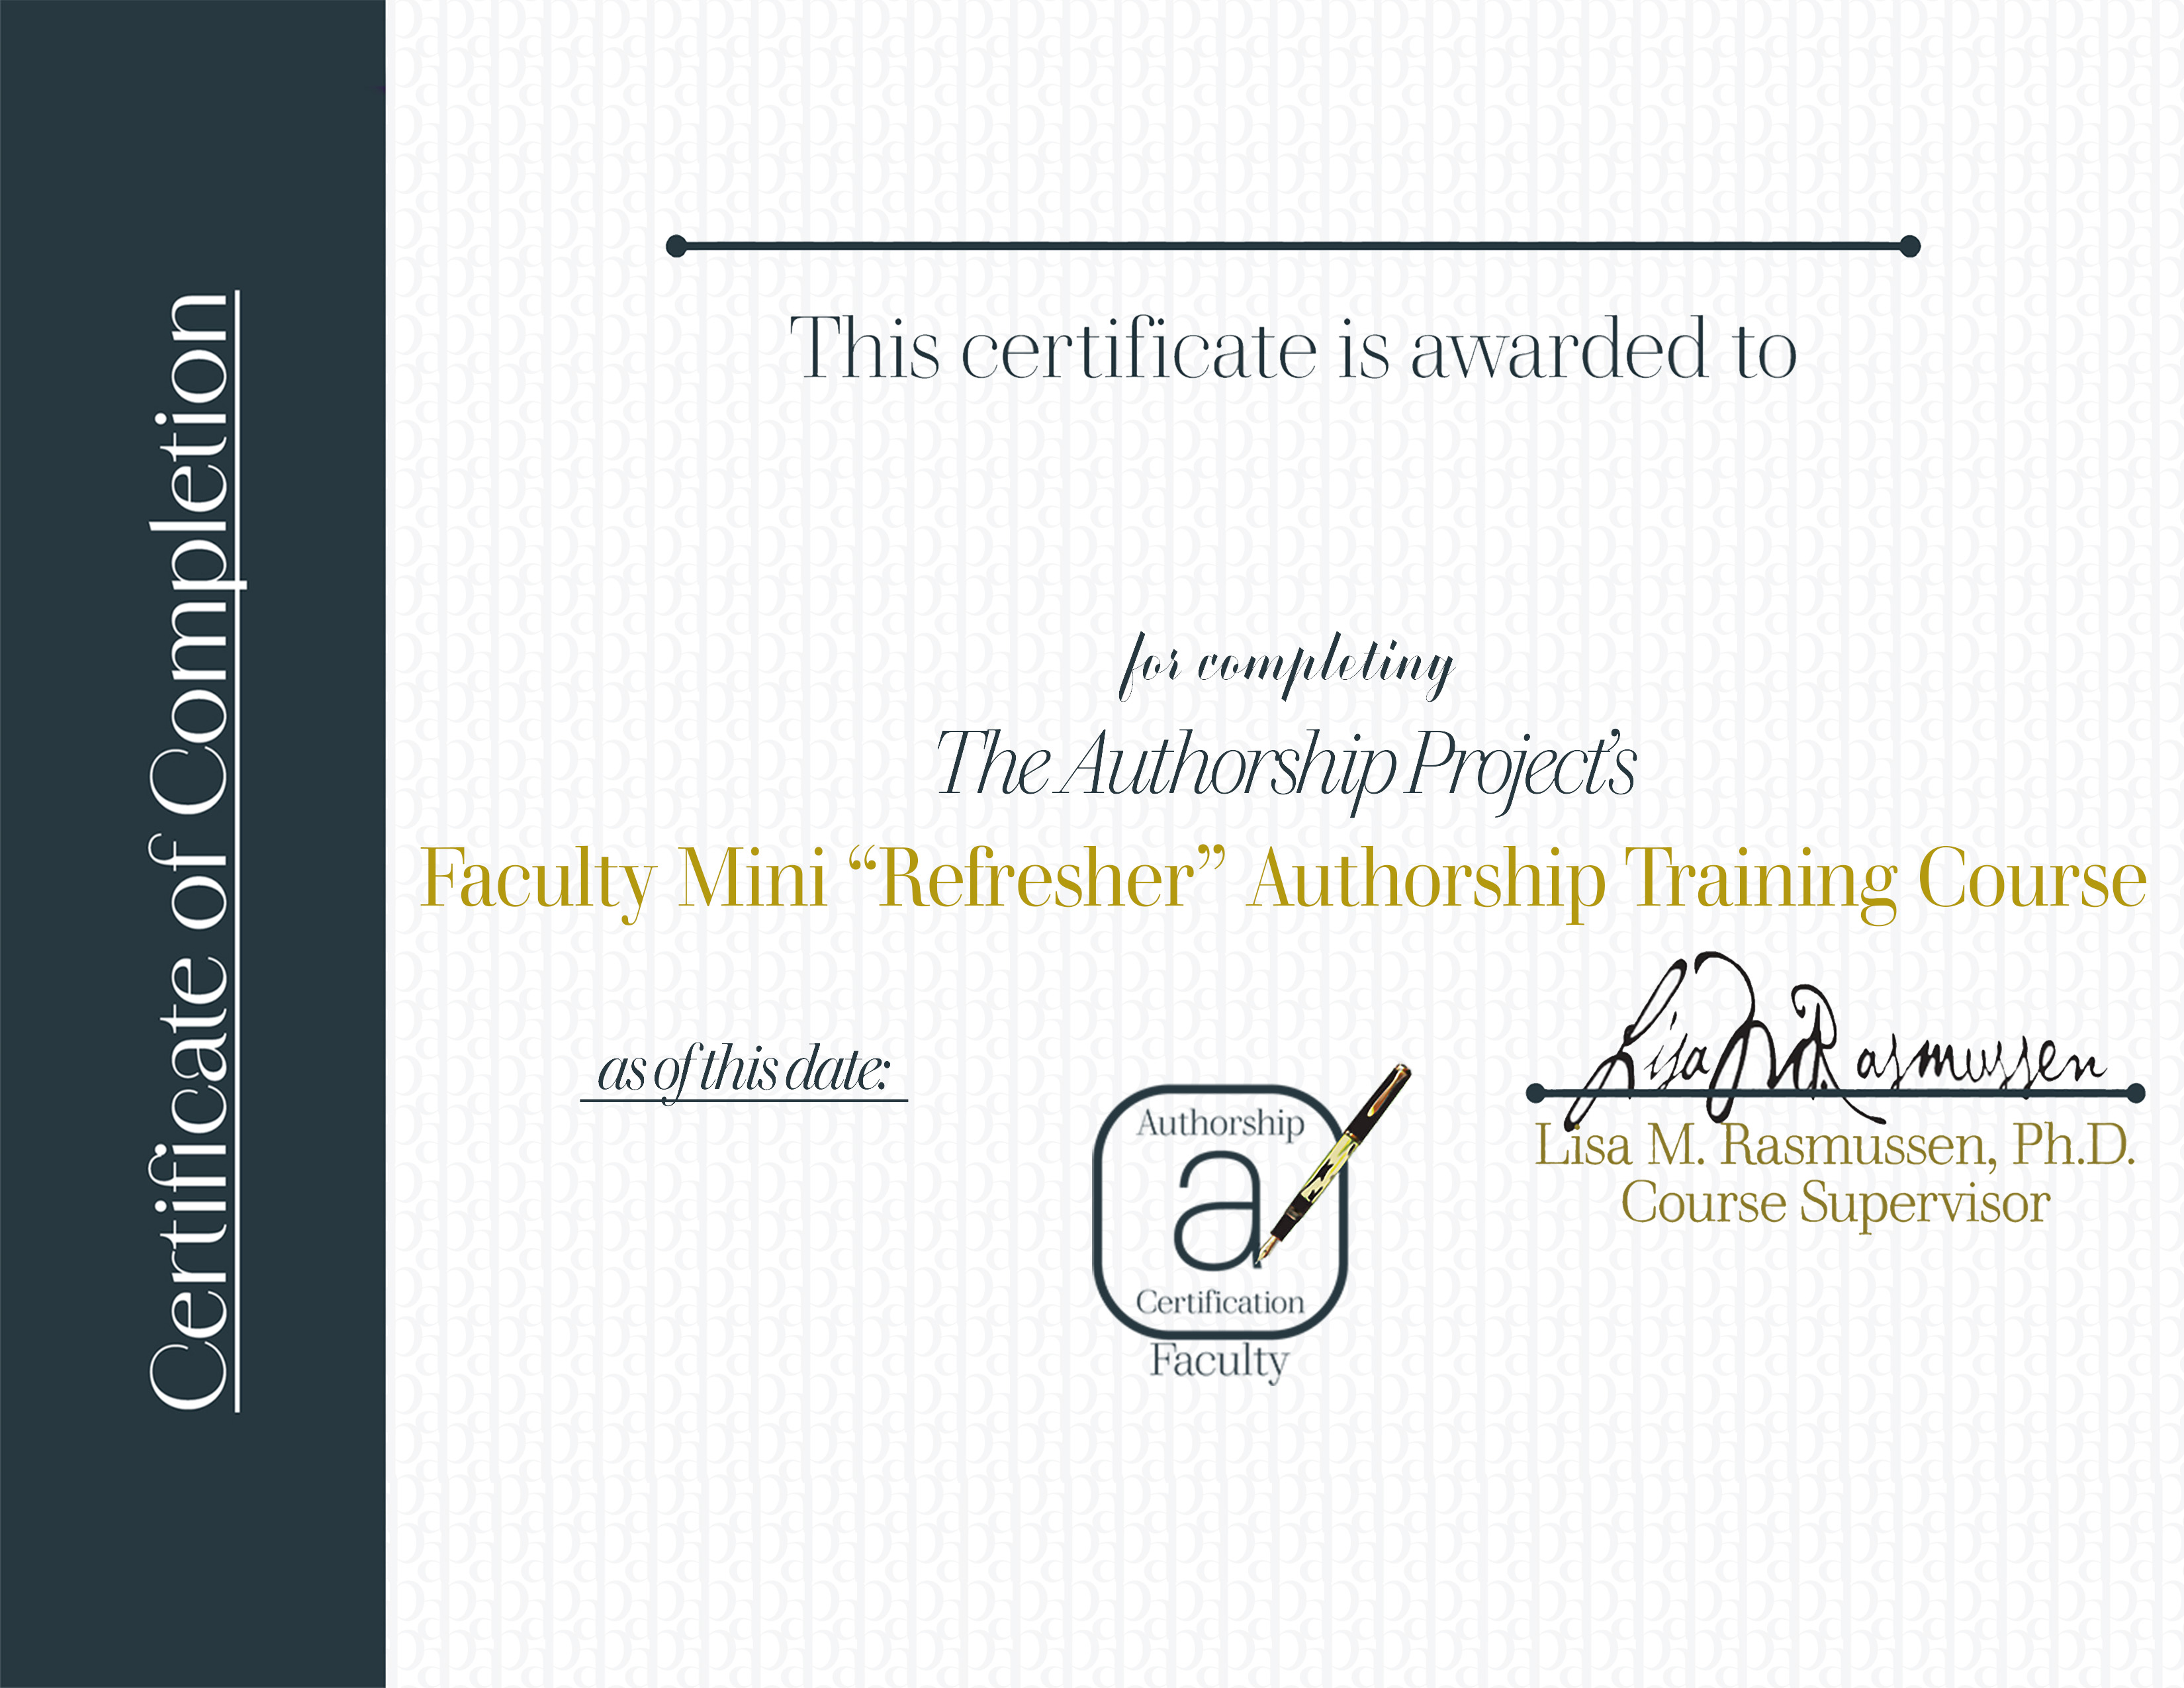 Certificate of Completion
This certificate is awarded to
for completing
The Authorship Project’s
Faculty Mini “Refresher” Authorship Training Course
as of this date:
Lisa M. Rasmussen
Lisa M. Rasmussen, Ph.D.
Course Supervisor
Authorship
a
Certification
Faculty